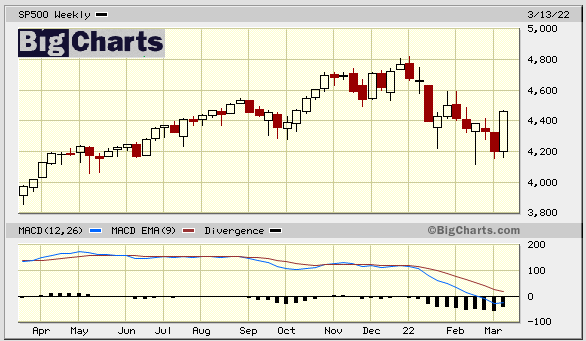 SP500 Weekly 3/13/22
BigCharts
5,000
4,800
4,600
4,400
4,200
4,000
3,800
MACD(12,26) MACD EMA(9) Divergence ©BigCharts.com
200
100
0
-100
Apr May Jun Jul Aug Sep Oct Nov Dec 22 Feb Mar